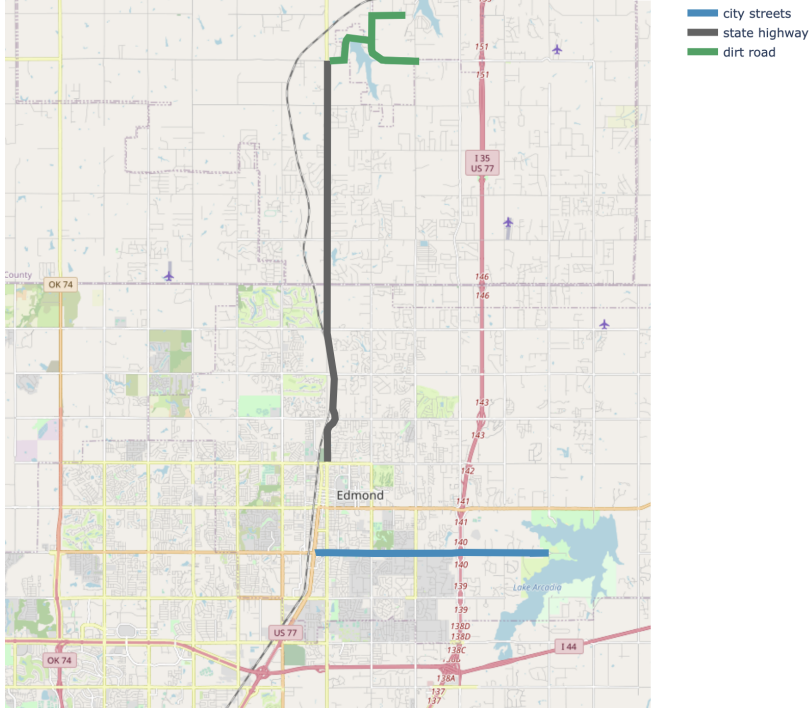 city streets
state highway
dirt road
151
151
I 35
US 77
County
OK 74
146
146
143
143
142
Edmond
141
141
140
140
139
Lake Arcadia
139
138D
US 77
138D
I 44
138C
OK 74
138A
137
137